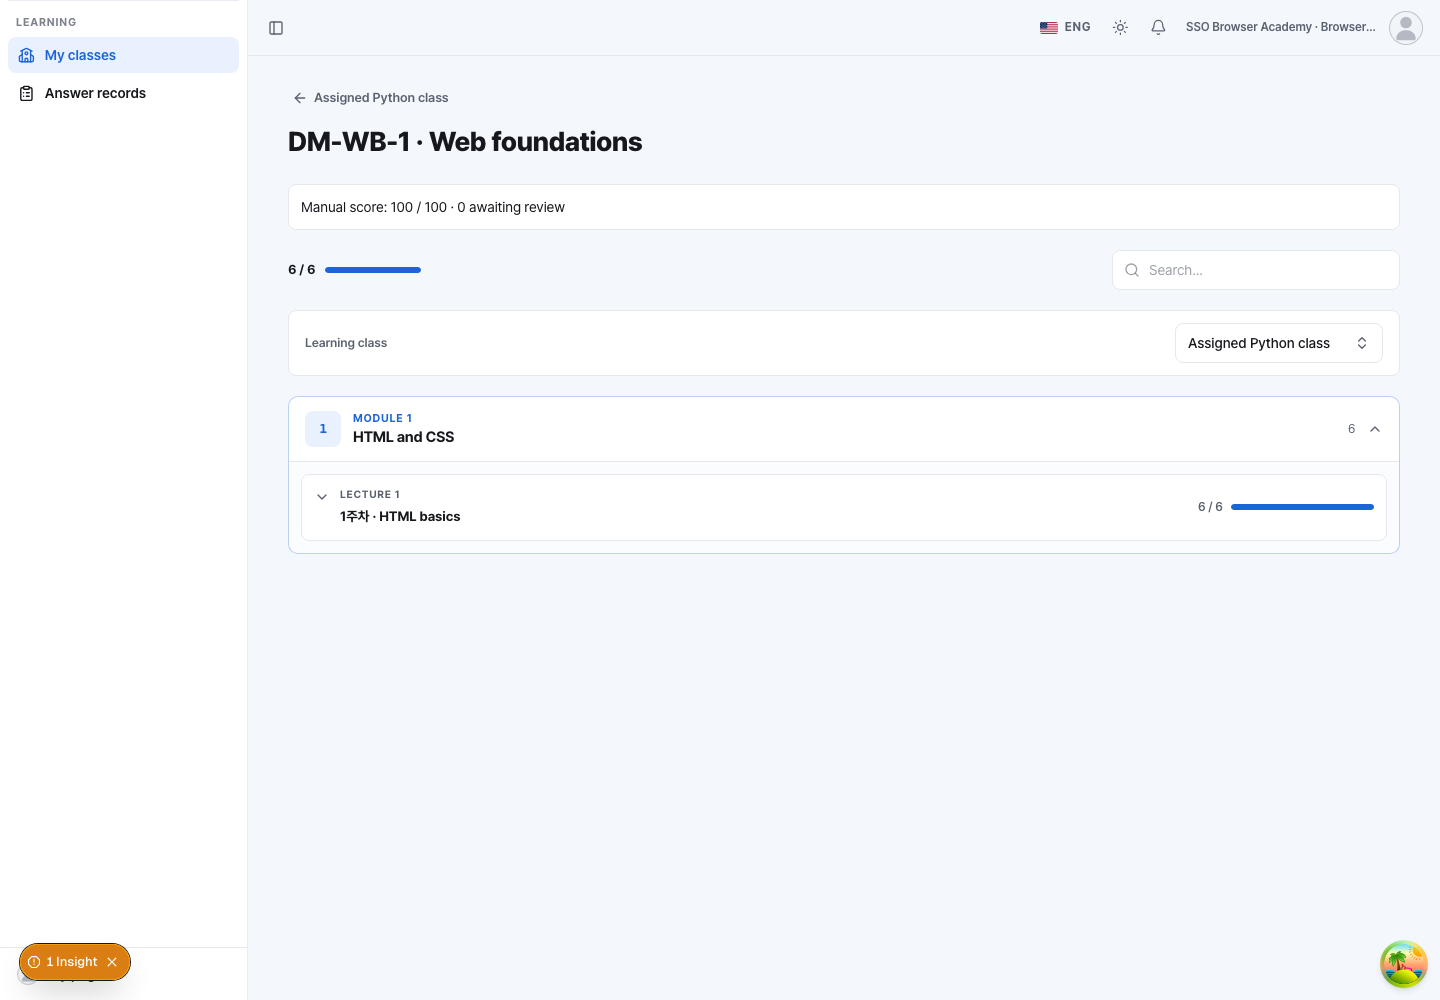 LEARNING
My classes
Answer records
ENG
SSO Browser Academy · Browser...
Assigned Python class
DM-WB-1 · Web foundations
Manual score: 100 / 100 · 0 awaiting review
6 / 6
Search...
Learning class
Assigned Python class
1
MODULE 1
HTML and CSS
6
LECTURE 1
1주차 · HTML basics
6 / 6
1 Insight